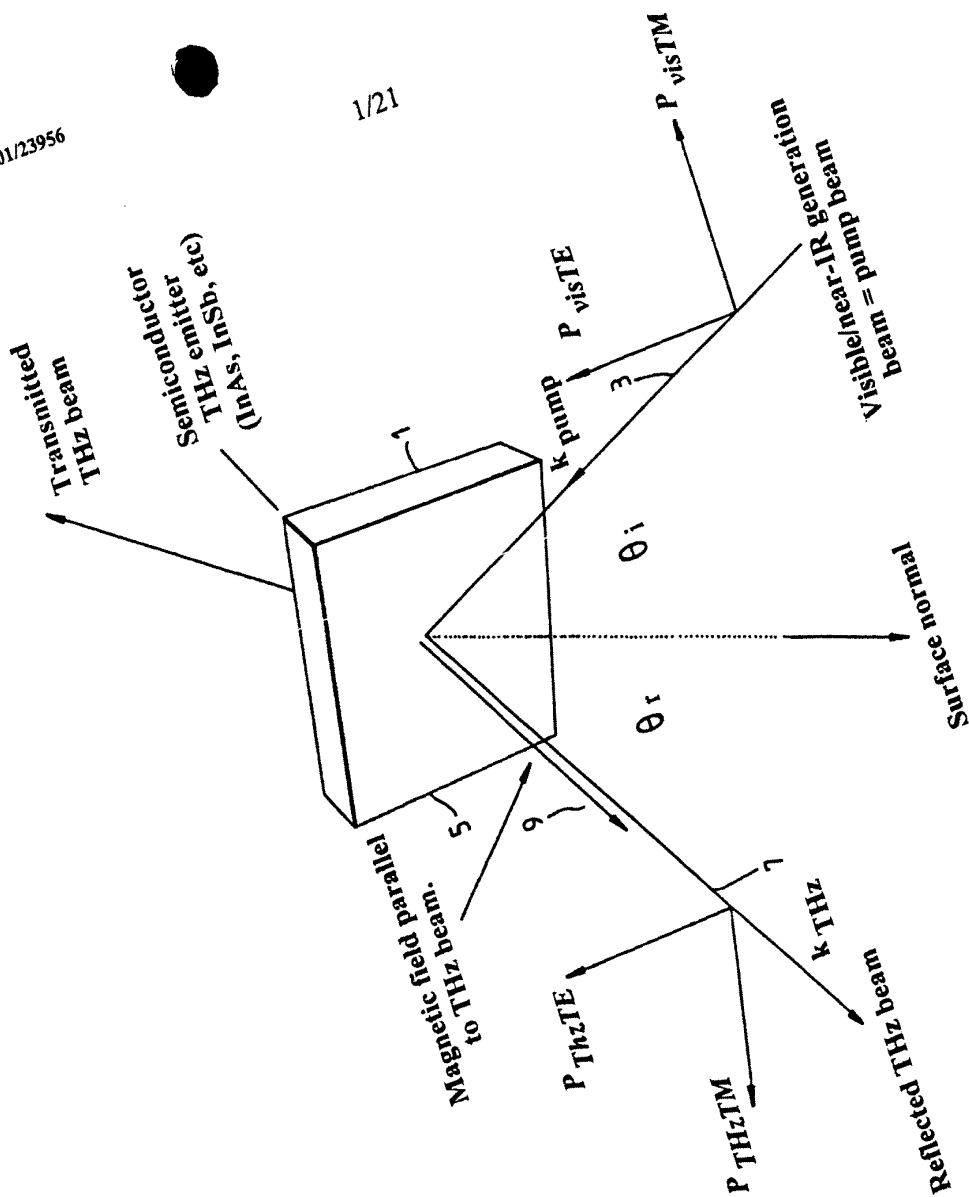 01/23956
1/21
Transmitted
THz beam
Semiconductor
THz emitter
(InAs, InSb, etc)
1
P visTM
P visTE
k pump
3
Visible/near-IR generation
beam = pump beam
θ i
θ r
Surface normal
5
9
Magnetic field parallel
to THz beam.
7
k THz
P ThzTE
P THzTM
Reflected THz beam